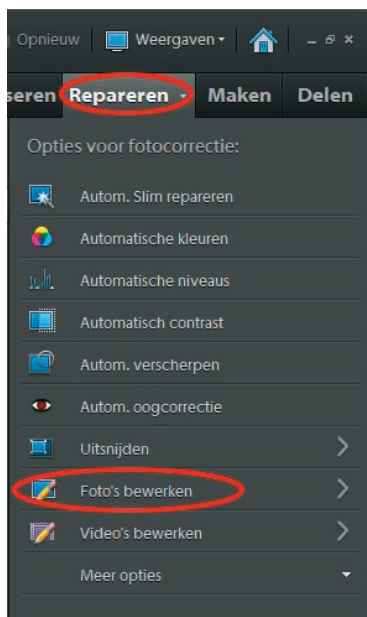 Opnieuw Weergaven
seren Repareren Maken Delen
Opties voor fotocorrectie:
Autom. Slim repareren
Automatische kleuren
Automatische niveaus
Automatisch contrast
Autom. verscherpen
Autom. oogcorrectie
Uitsnijden
Foto's bewerken
Video's bewerken
Meer opties